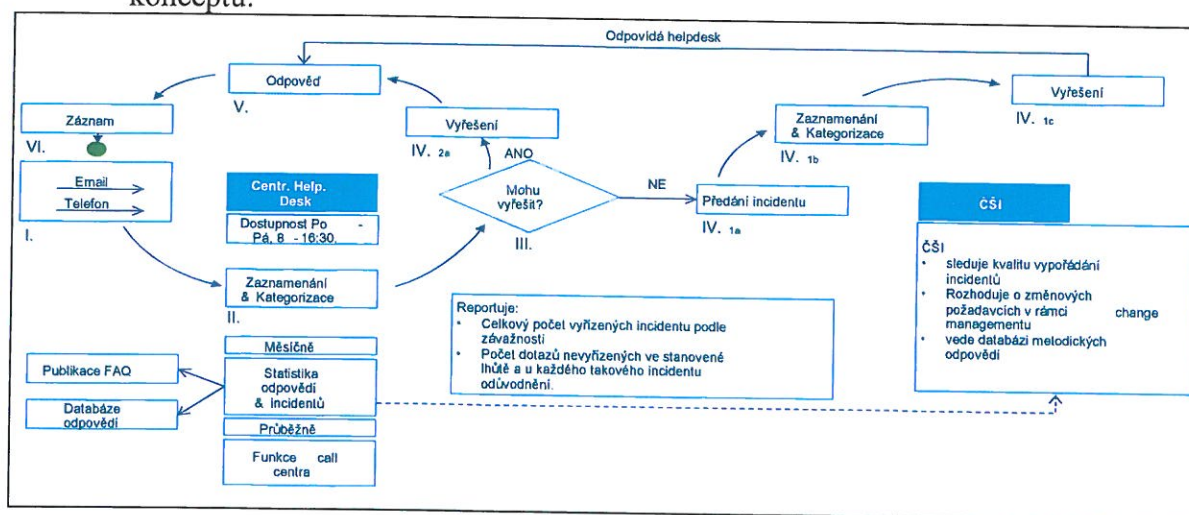 konceptu.
Odpovídá helpdesk
Odpověď
V.
Vyřešení
IV. 1c
Záznam
VI.
Vyřešení
IV. 2a
Zaznamenání
& Kategorizace
IV. 1b
Email
Telefon
I.
Centr. Help.
Desk
Dostupnost Po -
Pá, 8 - 16:30,
ANO
Mohu
vyřešit?
III.
NE
Předání incidentu
IV. 1a
ČŠI
Zaznamenání
& Kategorizace
II.
ČŠI
• sleduje kvalitu vypořádání
incidentů
• Rozhoduje o změnových
požadavcích v rámci change
managementu
• vede databázi melodických
odpovědí
Reportuje:
• Celkový počet vyřízených incidentu podle
závažnosti
• Počet dotazů nevyřízených ve stanovené
lhůtě a u každého takového incidentu
odůvodnění.
Měsíčně
Publikace FAQ
Statistika
odpovědí
& Incidentů
Databáze
odpovědí
Průběžně
Funkce call
centra